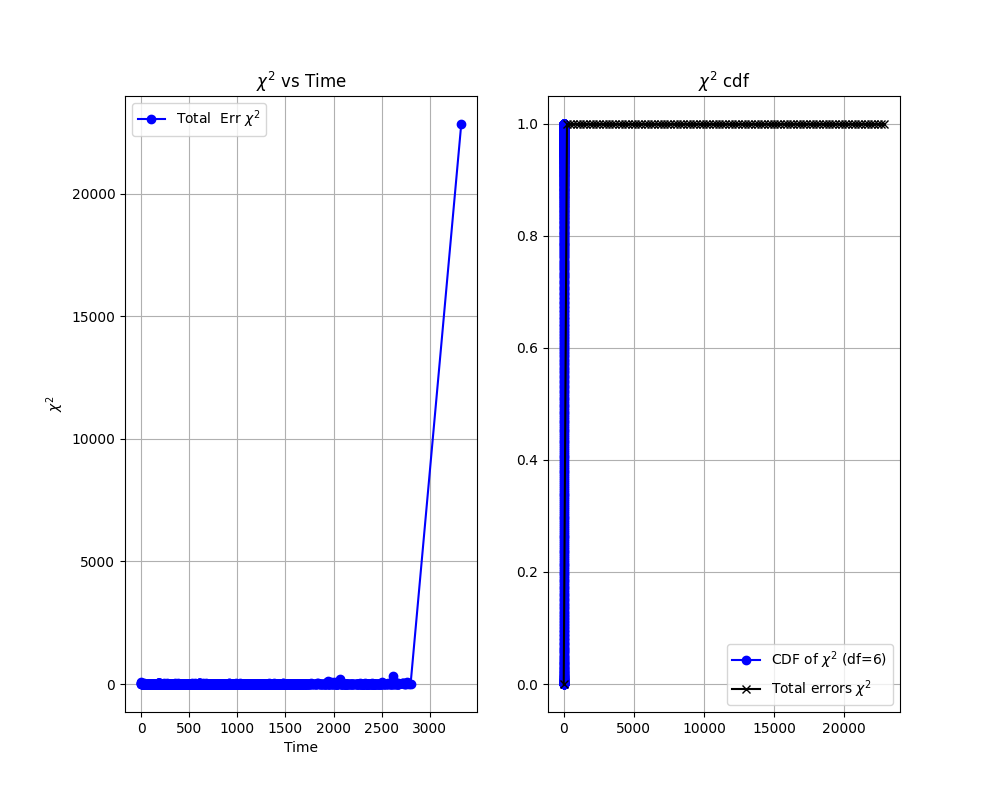 χ² vs Time
Total  Err χ²
χ²
20000
15000
10000
5000
0
0 500 1000 1500 2000 2500 3000
Time
χ² cdf
1.0
0.8
0.6
0.4
0.2
0.0
CDF of χ² (df=6)
Total errors χ²
0 5000 10000 15000 20000